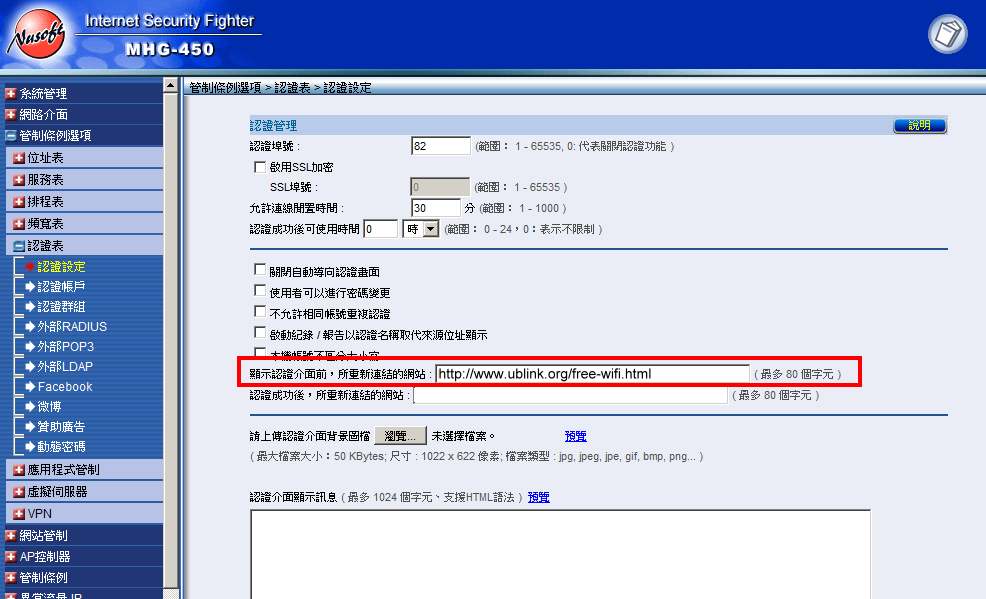 Nusoft
Internet Security Fighter
MHG-450
系統管理
網路介面
管制條例選項
位址表
服務表
排程表
頻寬表
認證表
認證設定
認證帳戶
認證群組
外部RADIUS
外部POP3
外部LDAP
Facebook
微博
贊助廣告
動態密碼
應用程式管制
虛擬伺服器
VPN
網站管制
AP控制器
管制條例
異常流量IP
管制條例選項 > 認證表 > 認證設定
認證管理
說明
認證埠號 : 82 (範圍 : 1 - 65535, 0: 代表關閉認證功能 )
啟用SSL加密
SSL埠號 : 0 (範圍 : 1 - 65535 )
允許連線閒置時間 : 30 分 (範圍 : 1 - 1000 )
認證成功後可使用時間 0 時 (範圍 : 0 - 24，0 : 表示不限制 )
關閉自動導向認證畫面
使用者可以進行密碼變更
不允許相同帳號重複認證
啟動紀錄 / 報告以認證名稱取代來源位址顯示
本機帳號不區分大小寫
顯示認證介面前，所重新連結的網站 : http://www.ublink.org/free-wifi.html ( 最多 80 個字元 )
認證成功後，所重新連結的網站 : ( 最多 80 個字元 )
請上傳認證介面背景圖檔 瀏覽... 未選擇檔案。 預覽
( 最大檔案大小 : 50 KBytes; 尺寸 : 1022 x 622 像素; 檔案類型 : jpg, jpeg, jpe, gif, bmp, png... )
認證介面顯示訊息 ( 最多 1024 個字元、支援HTML語法 ) 預覽